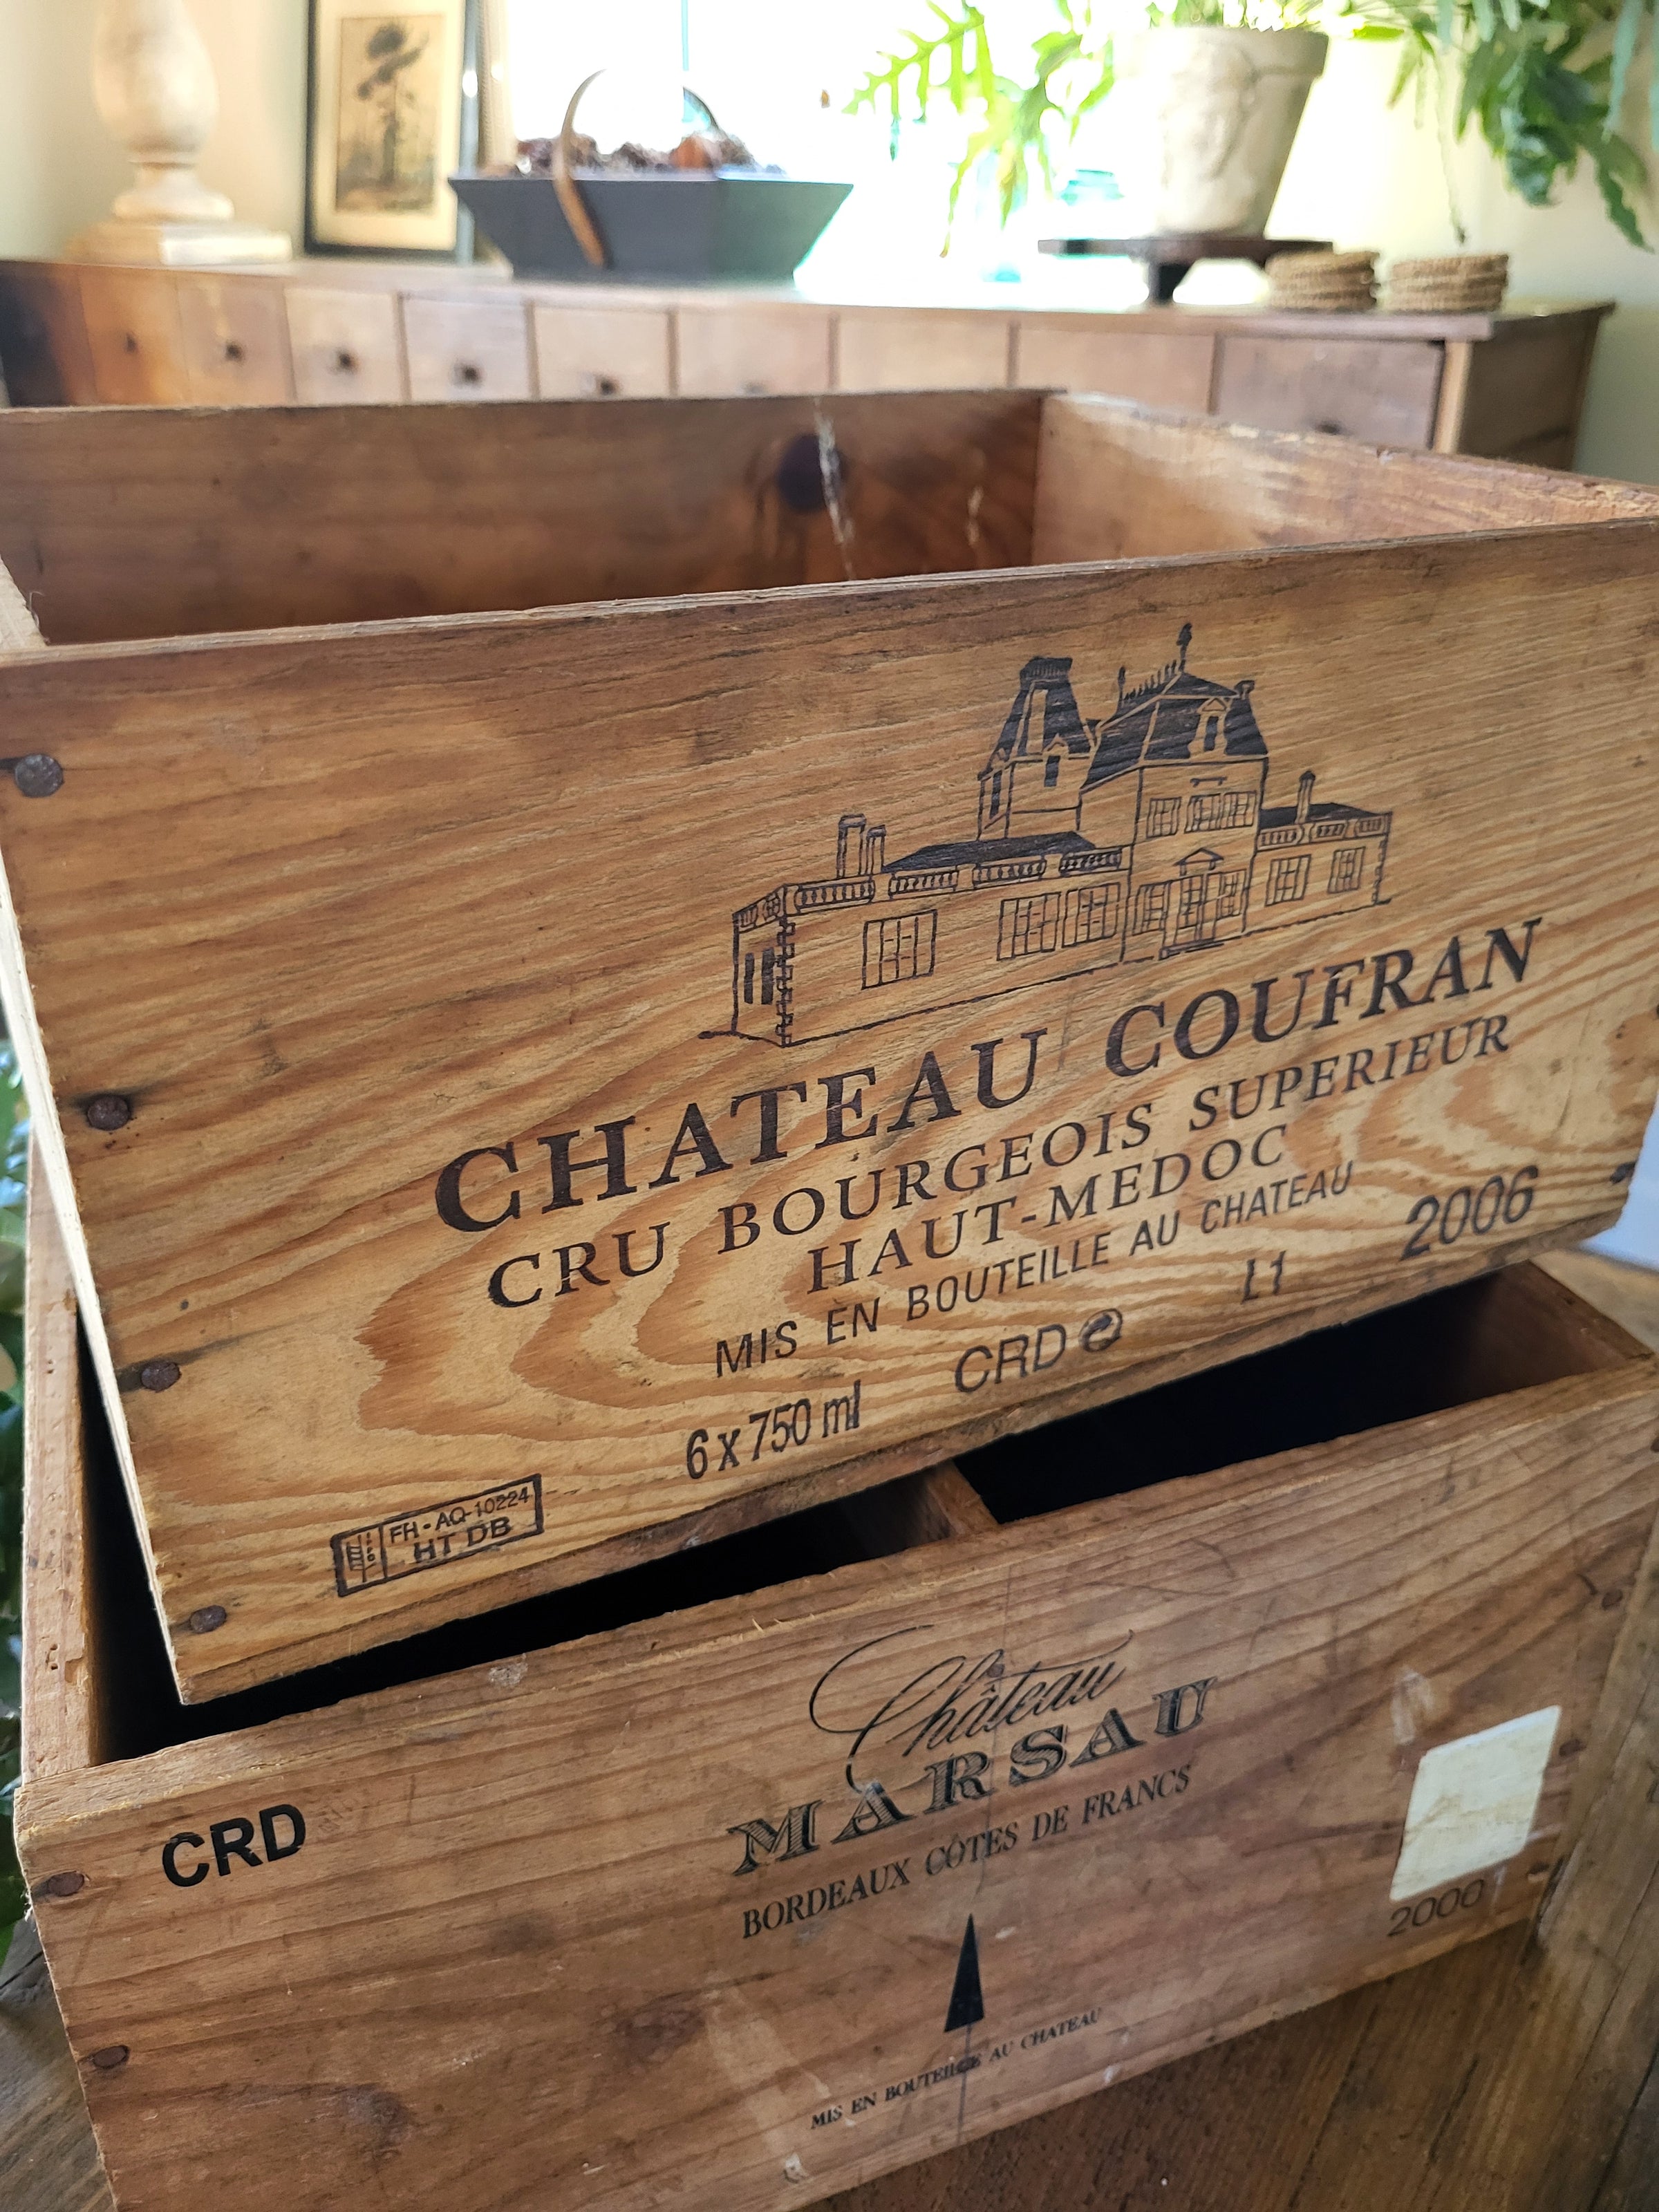 CHATEAU COUFRAN
CRU BOURGEOIS SUPERIEUR
HAUT-MEDOC
MIS EN BOUTEILLE AU CHATEAU
L1 2006
6 x 750 ml CRD
FH - AQ-10224
HT DB
Château
MARSAU
BORDEAUX CÔTES DE FRANCS
CRD
2000
MIS EN BOUTEILLE AU CHATEAU